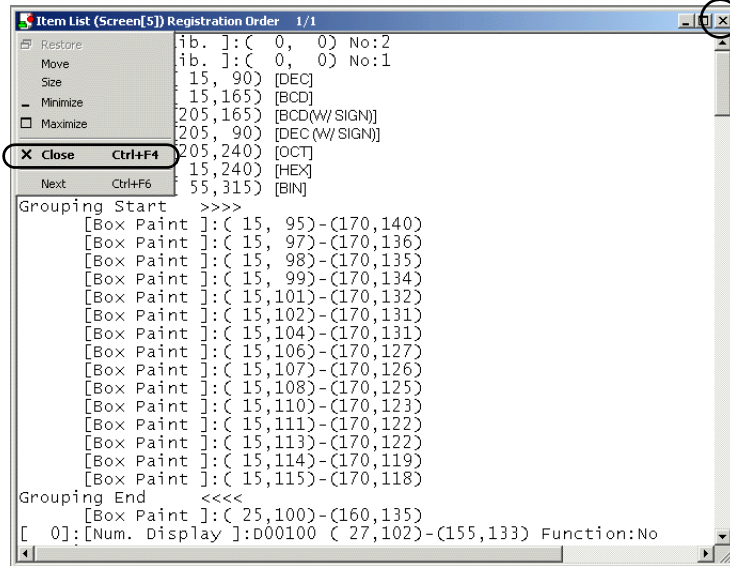 Item List (Screen[5]) Registration Order 1/1
Restore
Move
Size
Minimize
Maximize
Close Ctrl+F4
Next Ctrl+F6
ib. ]:( 0, 0) No:2
ib. ]:( 0, 0) No:1
15, 90) [DEC]
15,165) [BCD]
205,165) [BCD(W/ SIGN)]
205, 90) [DEC (W/ SIGN)]
205,240) [OCT]
15,240) [HEX]
55,315) [BIN]
Grouping Start >>>>
[Box Paint ]:( 15, 95)-(170,140)
[Box Paint ]:( 15, 97)-(170,136)
[Box Paint ]:( 15, 98)-(170,135)
[Box Paint ]:( 15, 99)-(170,134)
[Box Paint ]:( 15,101)-(170,132)
[Box Paint ]:( 15,102)-(170,131)
[Box Paint ]:( 15,104)-(170,131)
[Box Paint ]:( 15,106)-(170,127)
[Box Paint ]:( 15,107)-(170,126)
[Box Paint ]:( 15,108)-(170,125)
[Box Paint ]:( 15,110)-(170,123)
[Box Paint ]:( 15,111)-(170,122)
[Box Paint ]:( 15,113)-(170,122)
[Box Paint ]:( 15,114)-(170,119)
[Box Paint ]:( 15,115)-(170,118)
Grouping End <<<<
[Box Paint ]:( 25,100)-(160,135)
[ 0]:[Num. Display ]:D00100 ( 27,102)-(155,133) Function:No